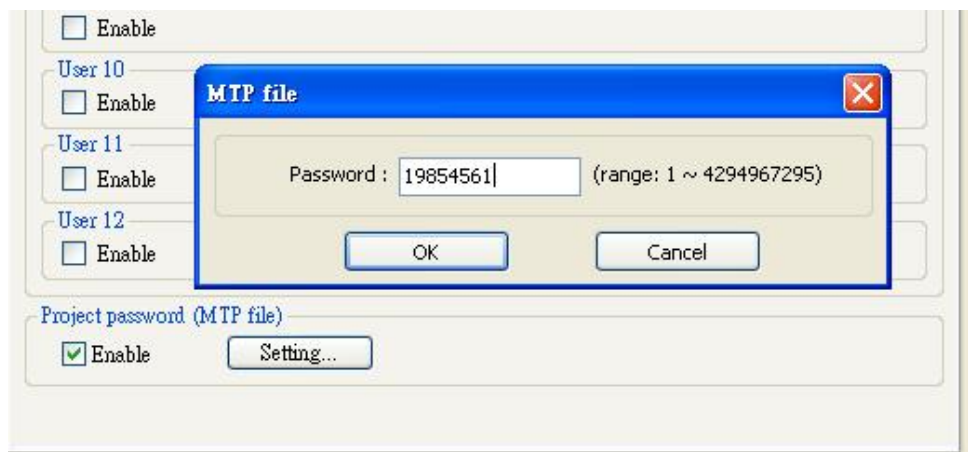 Enable
User 10
Enable
MTP file
User 11
Enable
Password : 19854561 (range: 1 ~ 4294967295)
User 12
Enable
OK Cancel
Project password (MTP file)
Enable Setting...